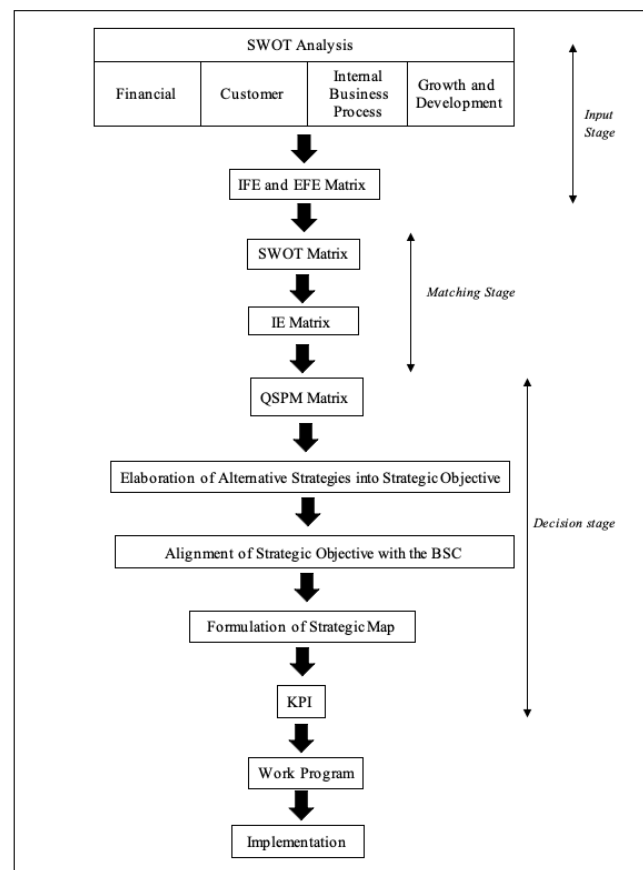 SWOT Analysis
Financial
Customer
Internal
Business
Process
Growth and
Development
Input
Stage
IFE and EFE Matrix
SWOT Matrix
Matching Stage
IE Matrix
QSPM Matrix
Elaboration of Alternative Strategies into Strategic Objective
Decision stage
Alignment of Strategic Objective with the BSC
Formulation of Strategic Map
KPI
Work Program
Implementation